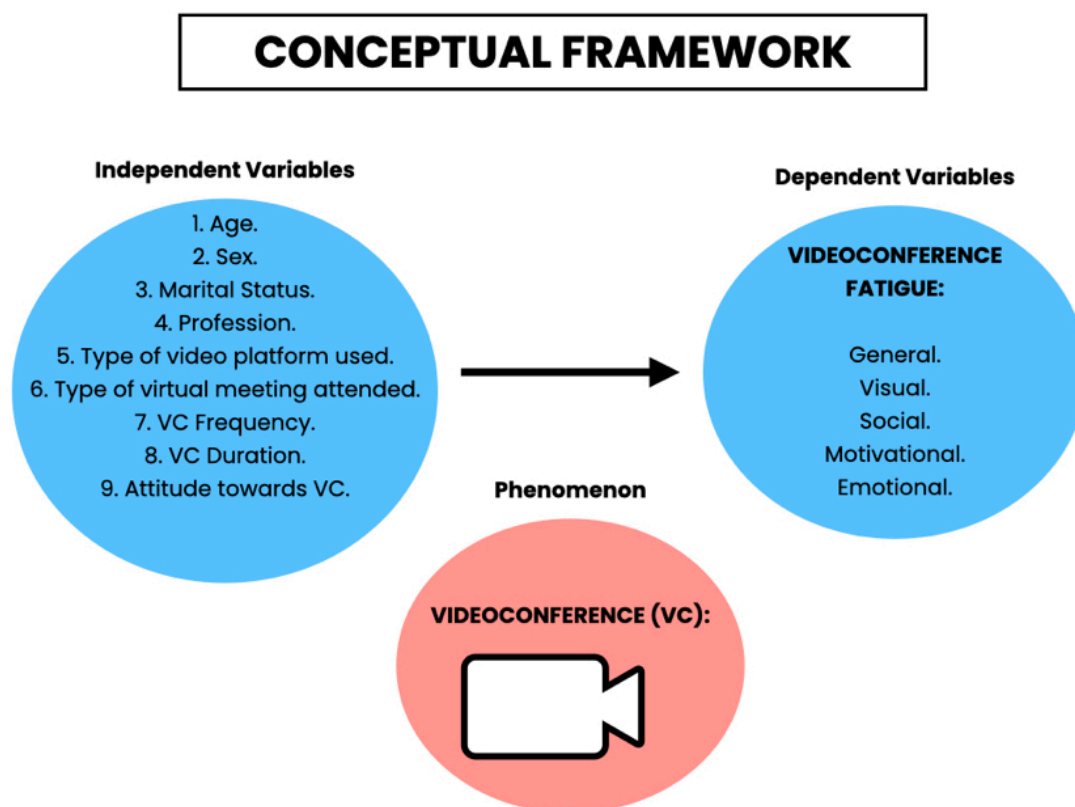 CONCEPTUAL FRAMEWORK
Independent Variables
1. Age.
2. Sex.
3. Marital Status.
4. Profession.
5. Type of video platform used.
6. Type of virtual meeting attended.
7. VC Frequency.
8. VC Duration.
9. Attitude towards VC.
Dependent Variables
VIDEOCONFERENCE
FATIGUE:
General.
Visual.
Social.
Motivational.
Emotional.
Phenomenon
VIDEOCONFERENCE (VC):